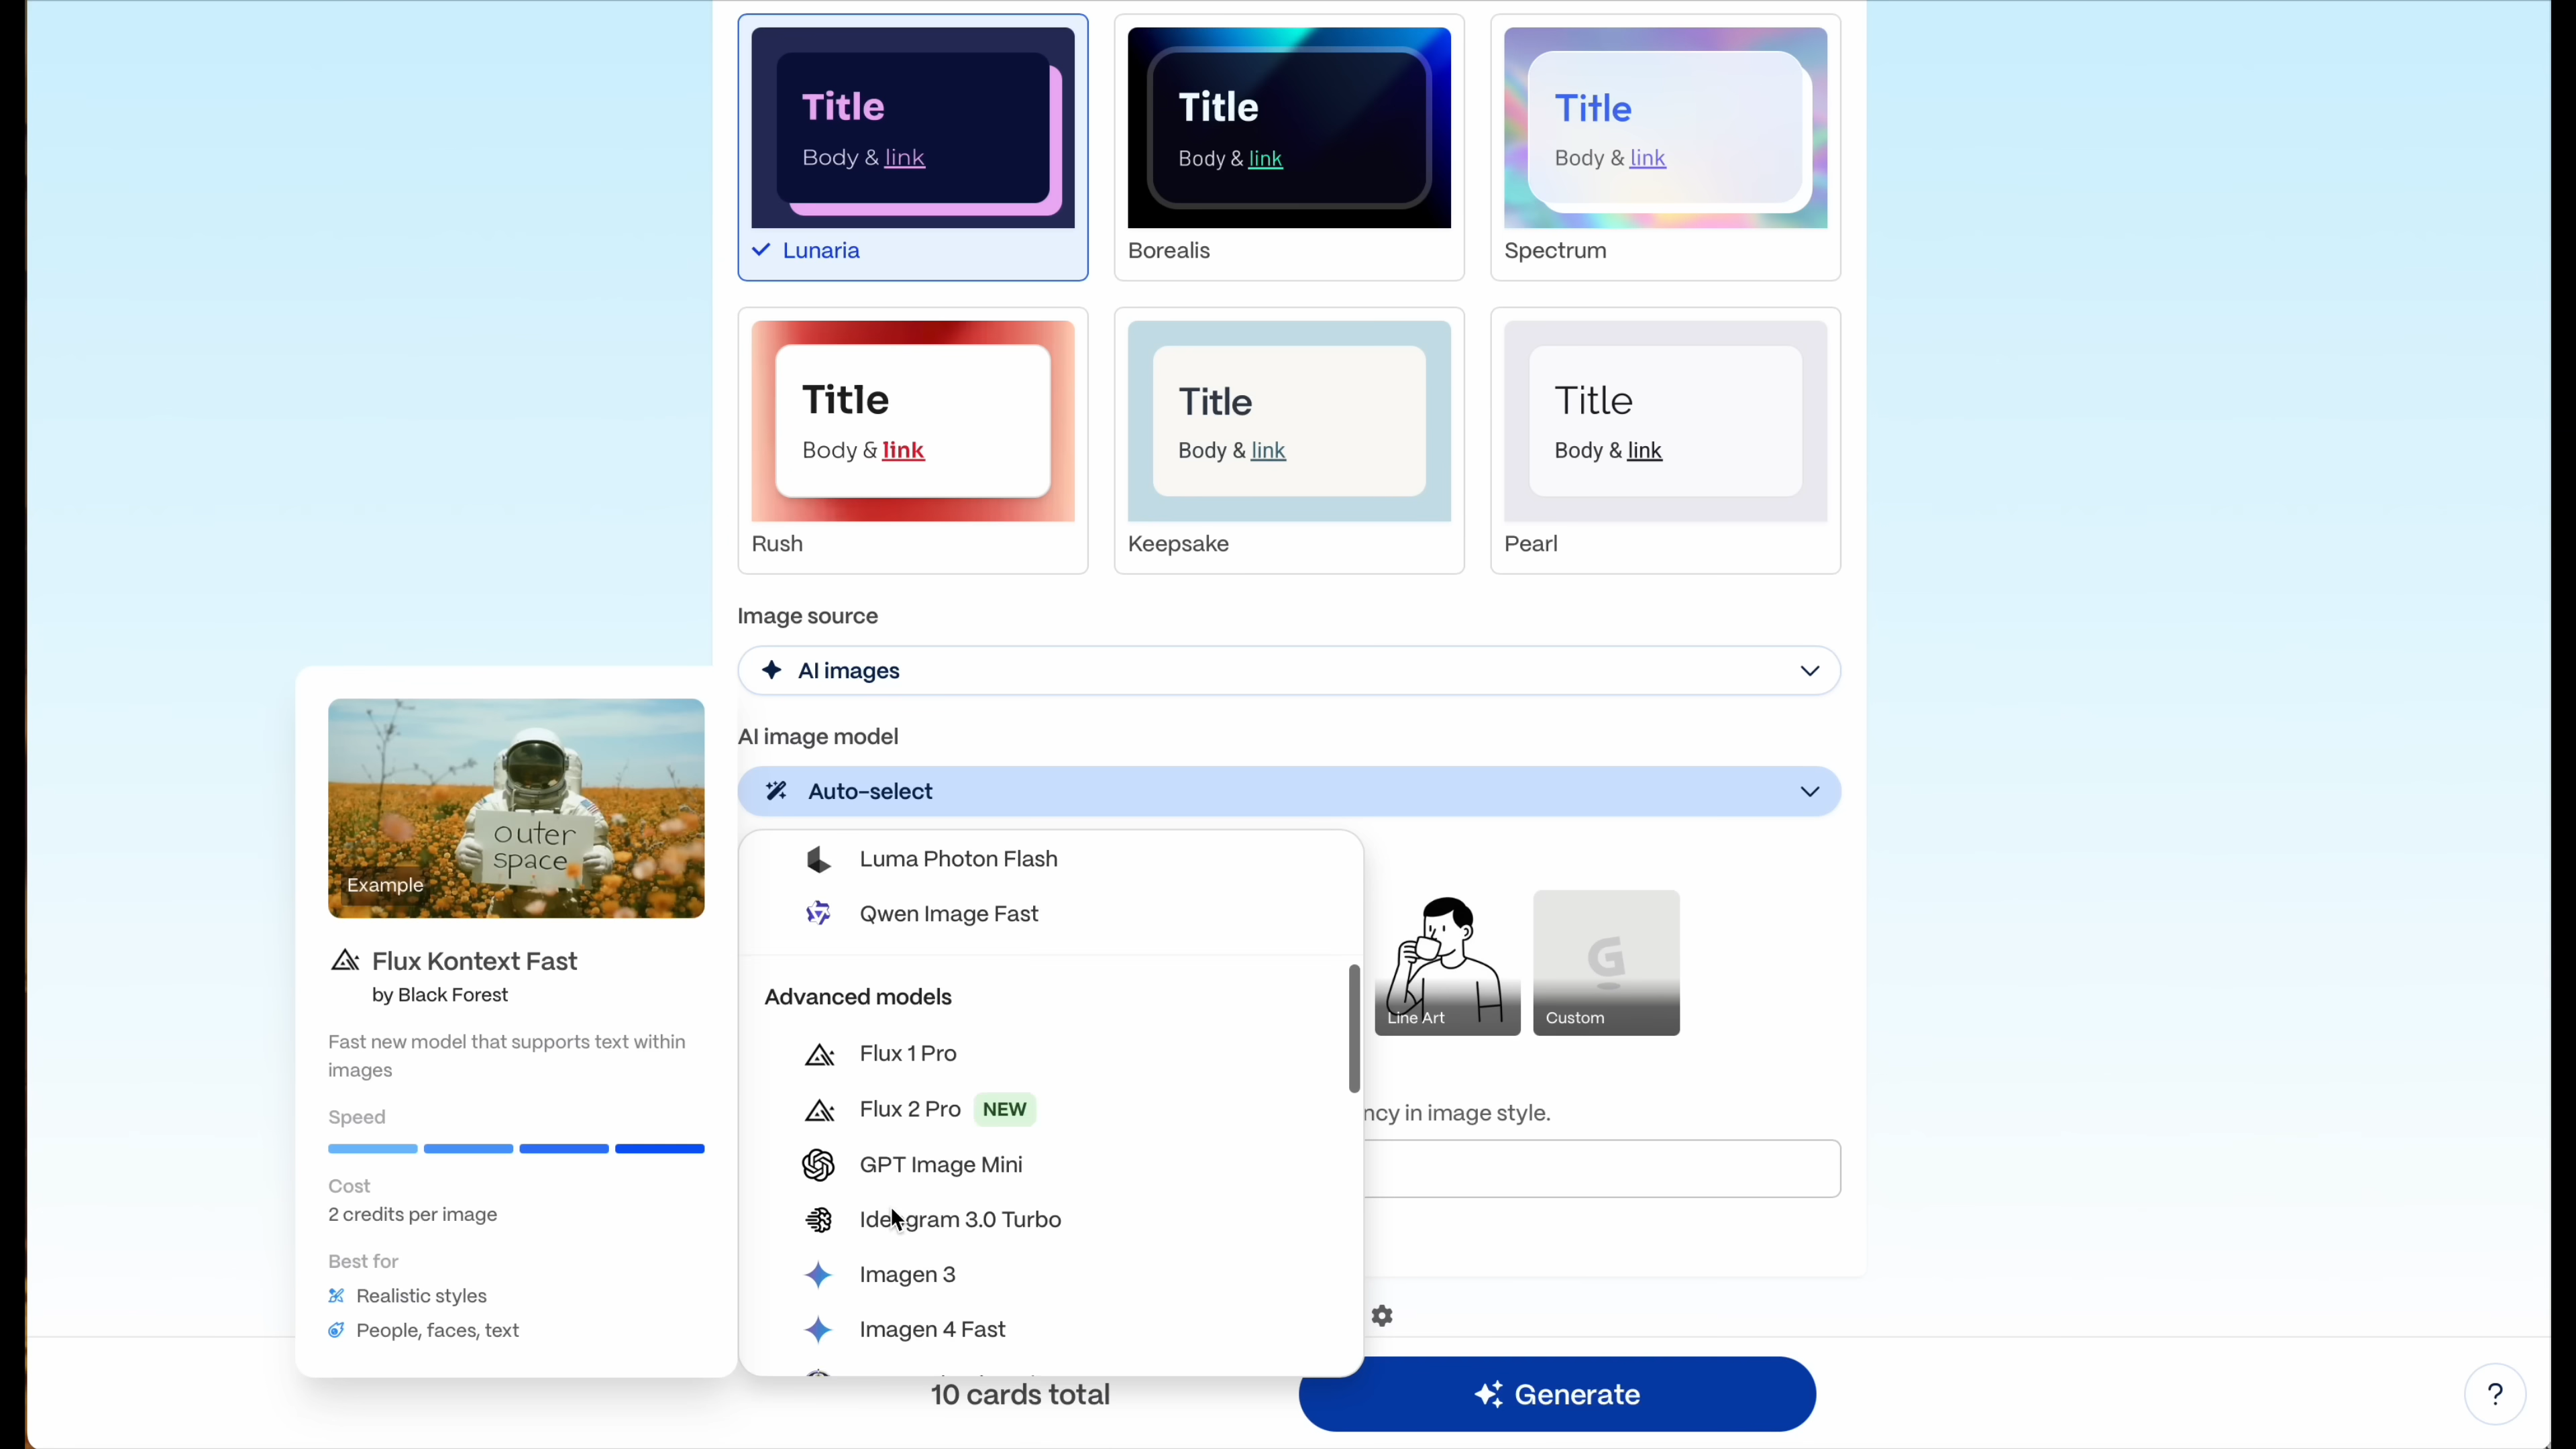 Title
Body & link
Lunaria
Title
Body & link
Borealis
Title
Body & link
Spectrum
Title
Body & link
Rush
Title
Body & link
Keepsake
Title
Body & link
Pearl
Image source
AI images
AI image model
Auto-select
outer
space
Example
Flux Kontext Fast
by Black Forest
Fast new model that supports text within
images
Speed
Cost
2 credits per image
Best for
Realistic styles
People, faces, text
Luma Photon Flash
Qwen Image Fast
Advanced models
Flux 1 Pro
Flux 2 Pro NEW
GPT Image Mini
Ideogram 3.0 Turbo
Imagen 3
Imagen 4 Fast
Line Art
Custom
G
ncy in image style.
10 cards total
Generate
?